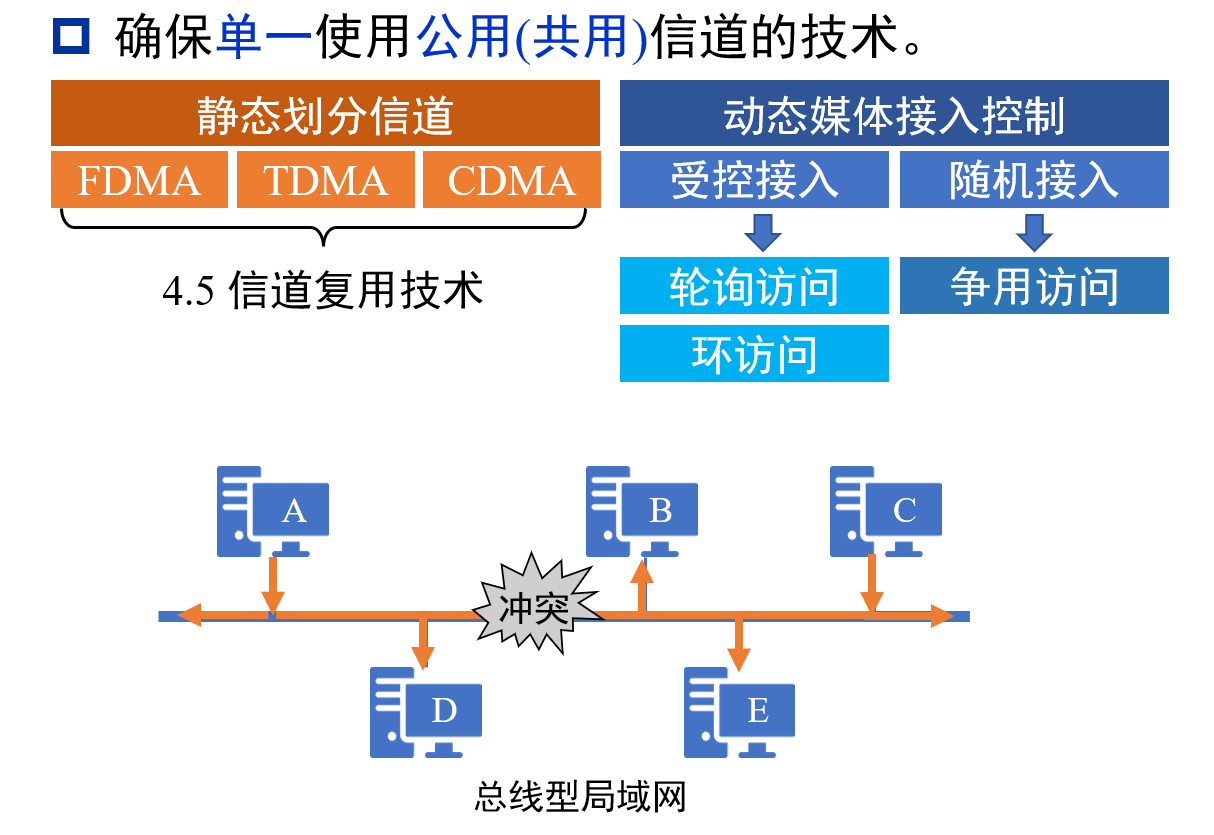 确保单一使用公用(共用)信道的技术。
静态划分信道
动态媒体接入控制
FDMA
TDMA
CDMA
受控接入
随机接入
4.5 信道复用技术
轮询访问
争用访问
环访问
A
B
C
冲突
D
E
总线型局域网